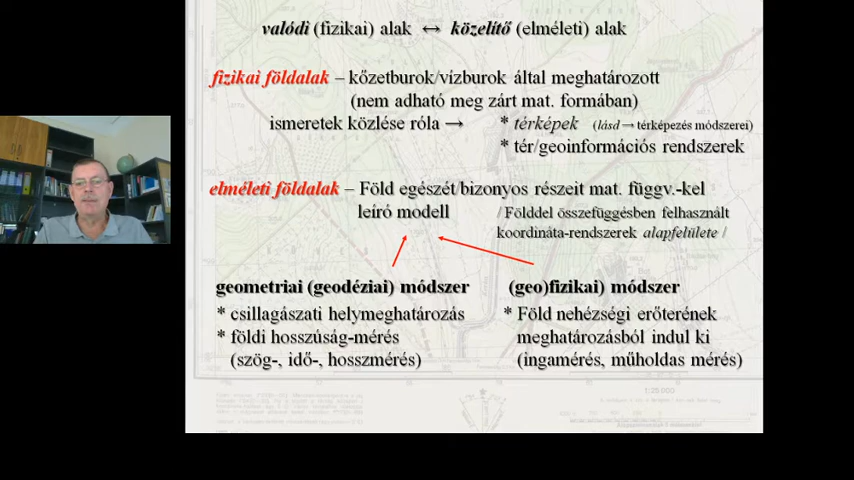 valódi (fizikai) alak ↔ közelítő (elméleti) alak
fizikai földalak – kőzetburok/vízburok által meghatározott
(nem adható meg zárt mat. formában)
ismeretek közlése róla → * térképek (lásd → térképezés módszerei)
* tér/geoinformációs rendszerek
elméleti földalak – Föld egészét/bizonyos részeit mat. függv.-kel
leíró modell / Földdel összefüggésben felhasznált
koordináta-rendszerek alapfelülete /
geometriai (geodéziai) módszer
* csillagászati helymeghatározás
* földi hosszúság-mérés
(szög-, idő-, hosszmérés)
(geo)fizikai) módszer
* Föld nehézségi erőterének
meghatározásból indul ki
(ingamérés, műholdas mérés)
1:25 000